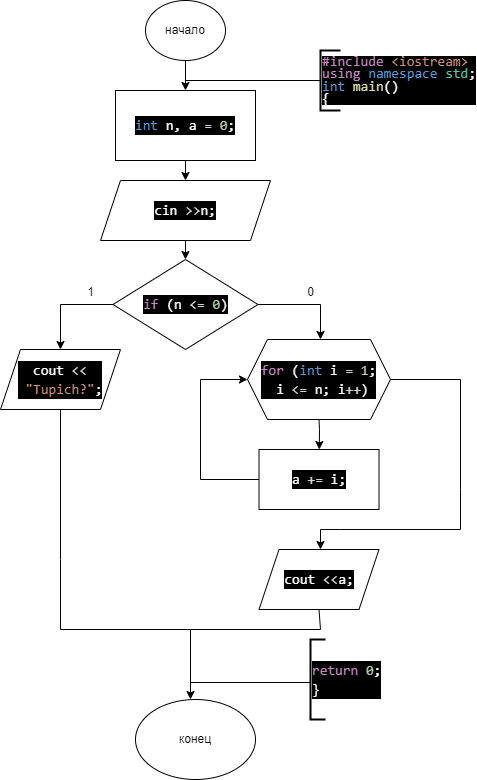 начало
#include <iostream>
using namespace std;
int main()
{
int n, a = 0;
cin >>n;
if (n <= 0)
1
0
cout <<
"Tupich?";
for (int i = 1;
i <= n; i++)
a += i;
cout <<a;
return 0;
}
конец